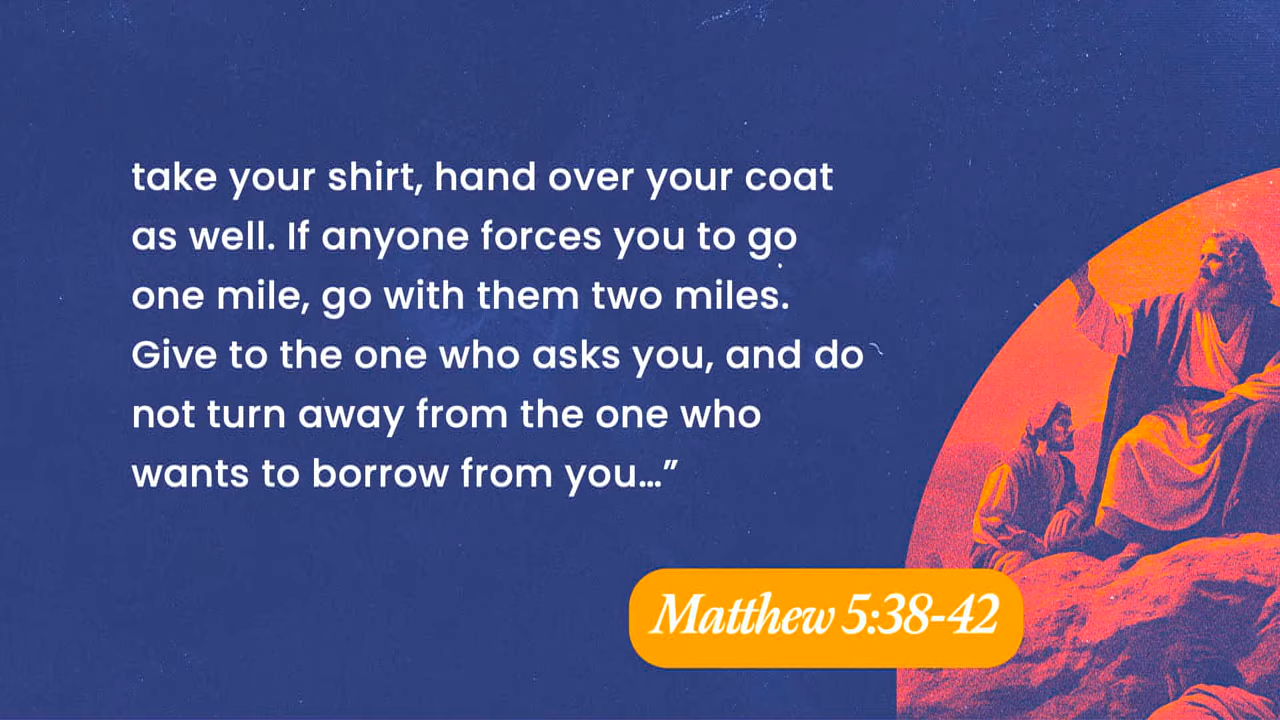 take your shirt, hand over your coat
as well. If anyone forces you to go
one mile, go with them two miles.
Give to the one who asks you, and do
not turn away from the one who
wants to borrow from you…”
Matthew 5:38-42